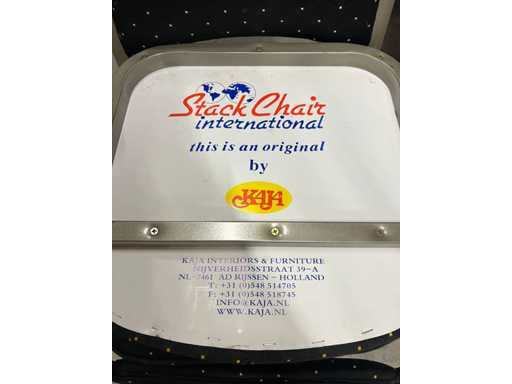 Stack Chair
international
this is an original
by
KAJA
KAJA INTERIORS & FURNITURE
NIJVERHEIDSSTRAAT 39-A
NL-7461 AD RIJSSEN - HOLLAND
T: +31 (0)548 514705
F: +31 (0)548 518745
INFO@KAJA.NL
WWW.KAJA.NL